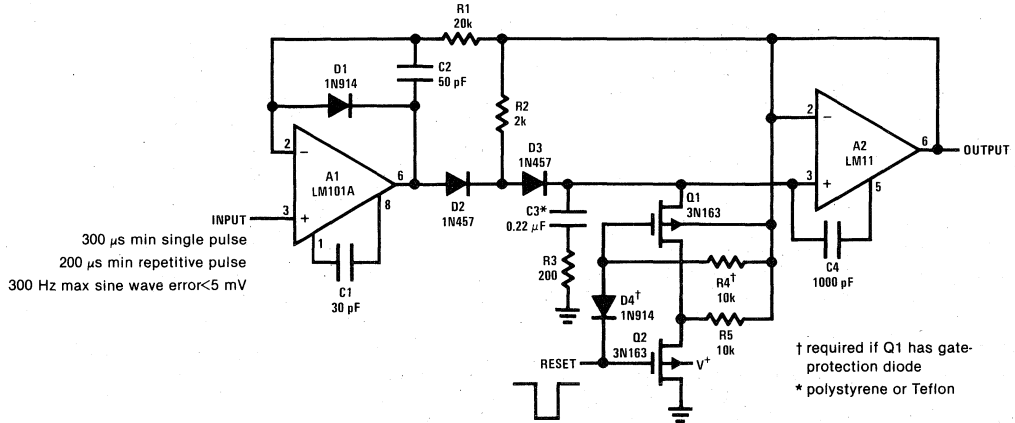 R1
20k
D1
1N914
C2
50 pF
R2
2k
2
A1
LM101A
6
8
3
1
INPUT
300 μs min single pulse
200 μs min repetitive pulse
300 Hz max sine wave error<5 mV
C1
30 pF
D2
1N457
D3
1N457
C3*
0.22 μF
R3
200
Q1
3N163
R4†
10k
D4†
1N914
R5
10k
Q2
3N163
V+
RESET
2
A2
LM11
6
OUTPUT
3
5
C4
1000 pF
† required if Q1 has gate-
protection diode
* polystyrene or Teflon